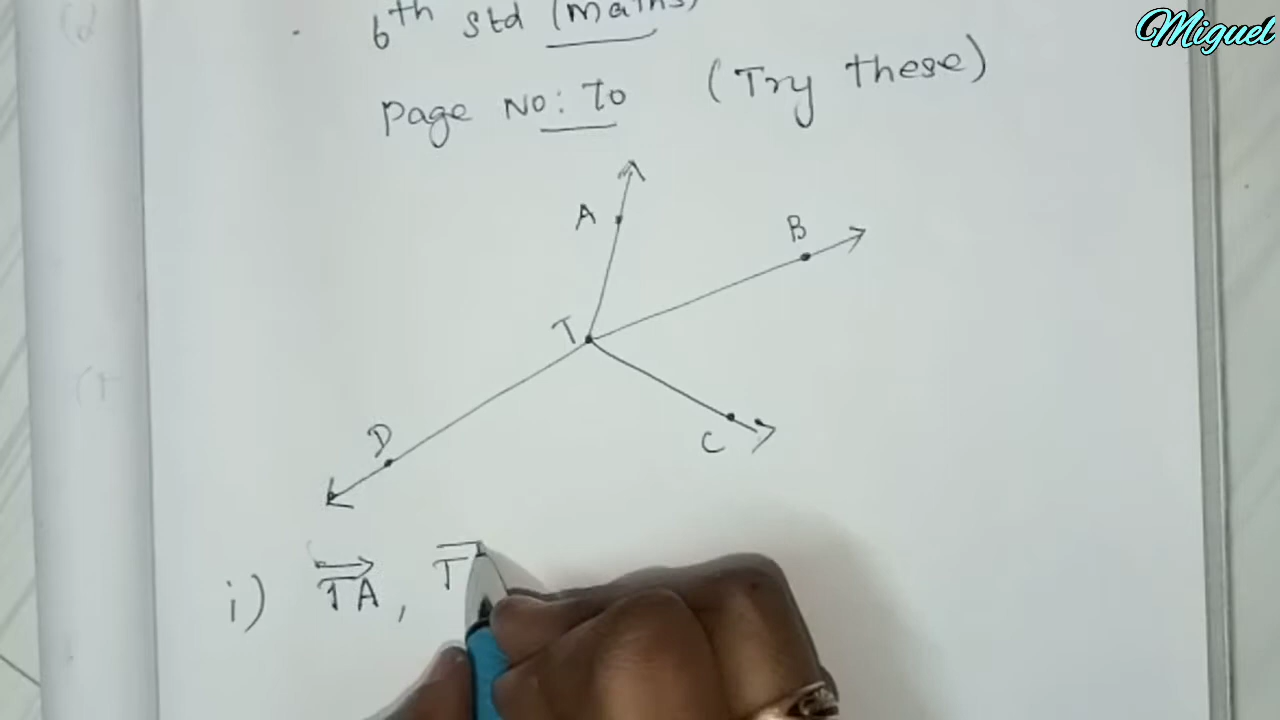 Miguel
6th Std (Maths)
Page No: 70 (Try these)
A
B
T
D
C
i) TA, T